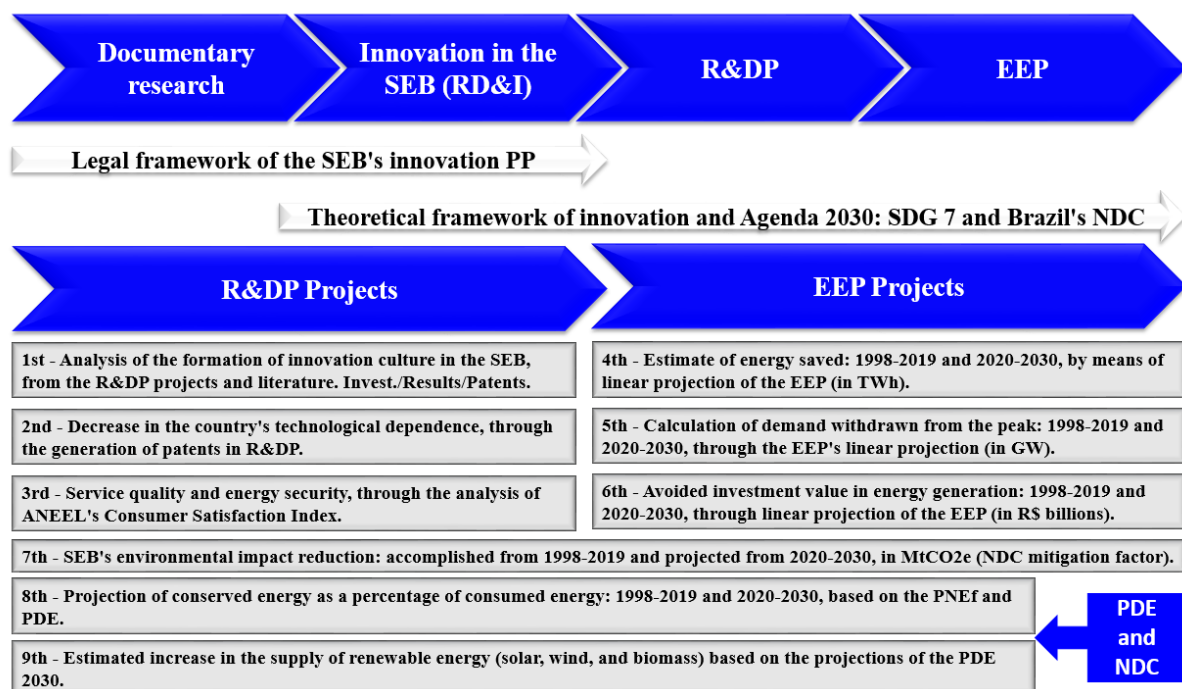 Documentary
research
Innovation in the
SEB (RD&I)
R&DP
EEP
Legal framework of the SEB's innovation PP
Theoretical framework of innovation and Agenda 2030: SDG 7 and Brazil's NDC
R&DP Projects
EEP Projects
1st - Analysis of the formation of innovation culture in the SEB,
from the R&DP projects and literature. Invest./Results/Patents.
2nd - Decrease in the country's technological dependence, through
the generation of patents in R&DP.
3rd - Service quality and energy security, through the analysis of
ANEEL's Consumer Satisfaction Index.
4th - Estimate of energy saved: 1998-2019 and 2020-2030, by means of
linear projection of the EEP (in TWh).
5th - Calculation of demand withdrawn from the peak: 1998-2019 and
2020-2030, through the EEP's linear projection (in GW).
6th - Avoided investment value in energy generation: 1998-2019 and
2020-2030, through linear projection of the EEP (in R$ billions).
7th - SEB's environmental impact reduction: accomplished from 1998-2019 and projected from 2020-2030, in MtCO2e (NDC mitigation factor).
8th - Projection of conserved energy as a percentage of consumed energy: 1998-2019 and 2020-2030, based on the PNEf and
PDE.
9th - Estimated increase in the supply of renewable energy (solar, wind, and biomass) based on the projections of the PDE
2030.
PDE
and
NDC